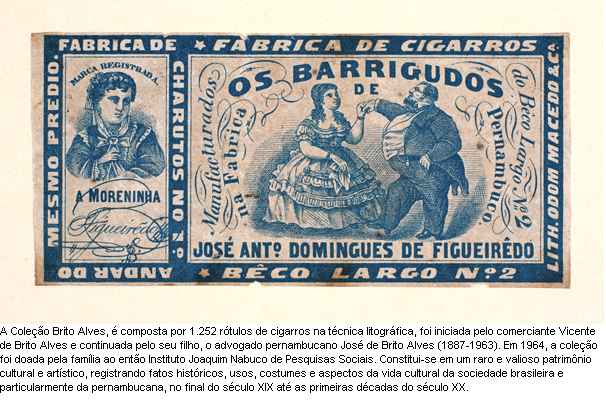 FABRICA DE
CHARUTOS NO
ANDAR DO
MESMO PREDIO.
MARCA REGISTRADA.
A MORENINHA
Figueirêdo
★ FABRICA DE CIGARROS
OS BARRIGUDOS
DE
Manufacturados
na Fabrica
do Bêco Largo Nº 2
Pernambuco
JOSÉ ANTº DOMINGUES DE FIGUEIRÊDO
★ BÊCO LARGO Nº 2
LITH. ODOM MACEDO & Cª
A Coleção Brito Alves, é composta por 1.252 rótulos de cigarros na técnica litográfica, foi iniciada pelo comerciante Vicente
de Brito Alves e continuada pelo seu filho, o advogado pernambucano José de Brito Alves (1887-1963). Em 1964, a coleção
foi doada pela família ao então Instituto Joaquim Nabuco de Pesquisas Sociais. Constitui-se em um raro e valioso patrimônio
cultural e artístico, registrando fatos históricos, usos, costumes e aspectos da vida cultural da sociedade brasileira e
particularmente da pernambucana, no final do século XIX até as primeiras décadas do século XX.